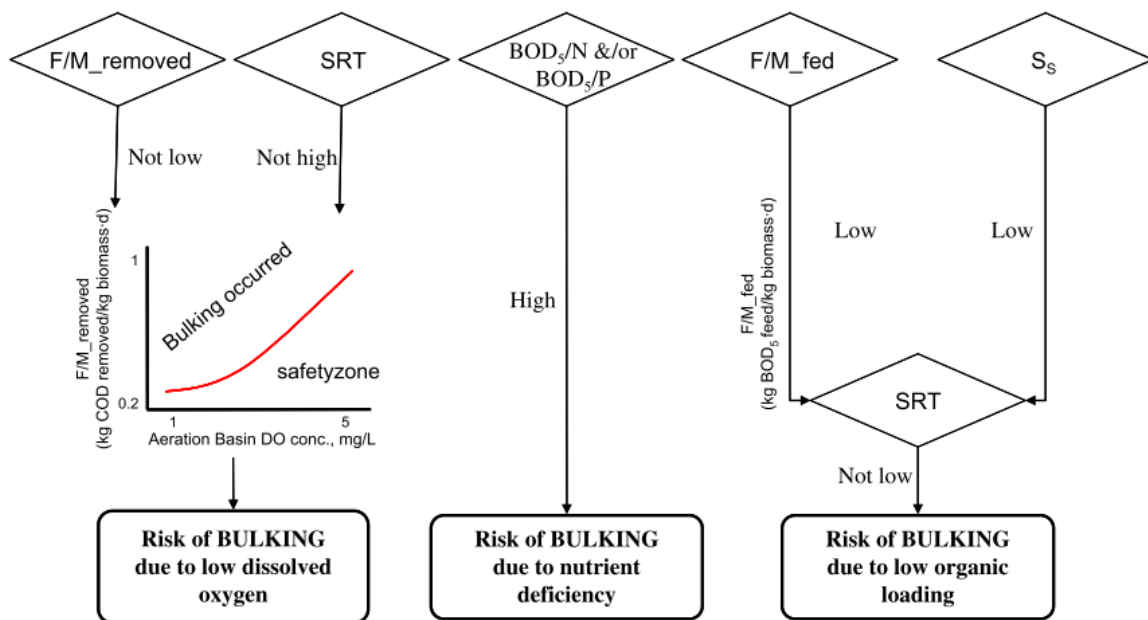 F/M_removed
SRT
BOD₅/N &/or
BOD₅/P
F/M_fed
S_S
Not low
Not high
F/M_removed
(kg COD removed/kg biomass·d)
1
0.2
Bulking occurred
safetyzone
1
5
Aeration Basin DO conc., mg/L
High
F/M_fed
(kg BOD₅ feed/kg biomass·d)
Low
Low
SRT
Not low
Risk of BULKING
due to low dissolved
oxygen
Risk of BULKING
due to nutrient
deficiency
Risk of BULKING
due to low organic
loading